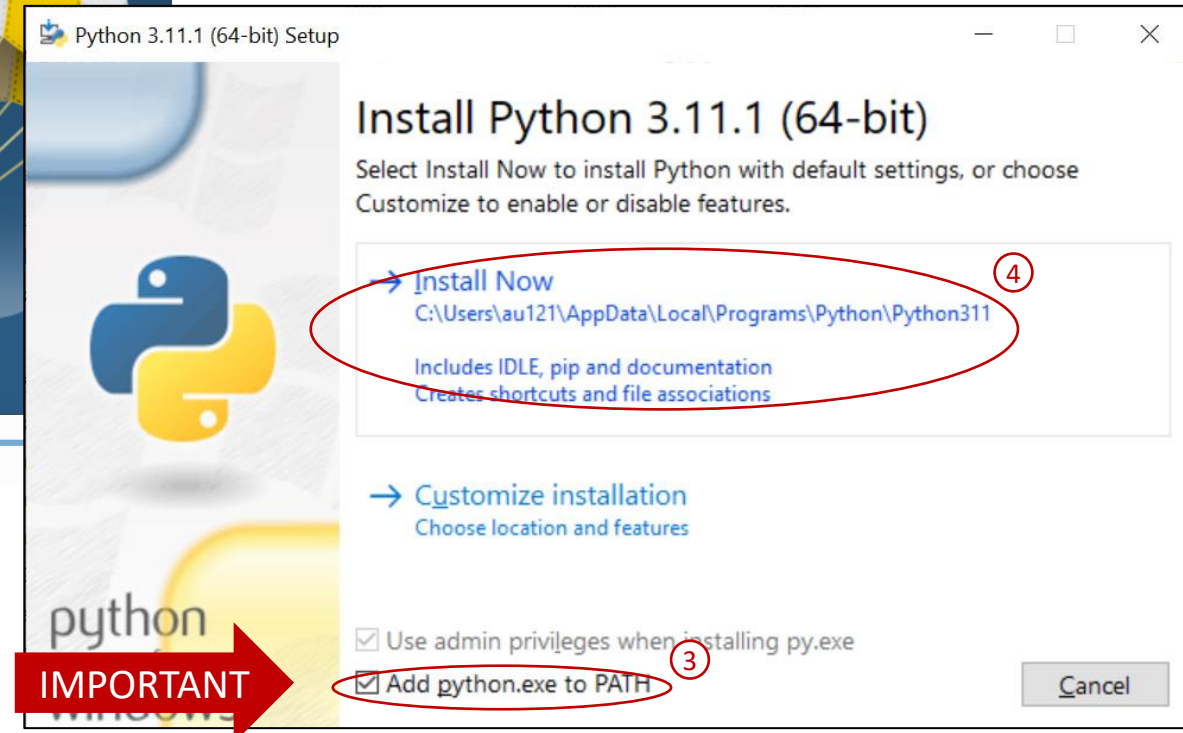 Python 3.11.1 (64-bit) Setup
Install Python 3.11.1 (64-bit)
Select Install Now to install Python with default settings, or choose
Customize to enable or disable features.
Install Now
4
C:\Users\au121\AppData\Local\Programs\Python\Python311
Includes IDLE, pip and documentation
Creates shortcuts and file associations
Customize installation
Choose location and features
python
Use admin privileges when installing py.exe
3
IMPORTANT
Add python.exe to PATH
Cancel
windows